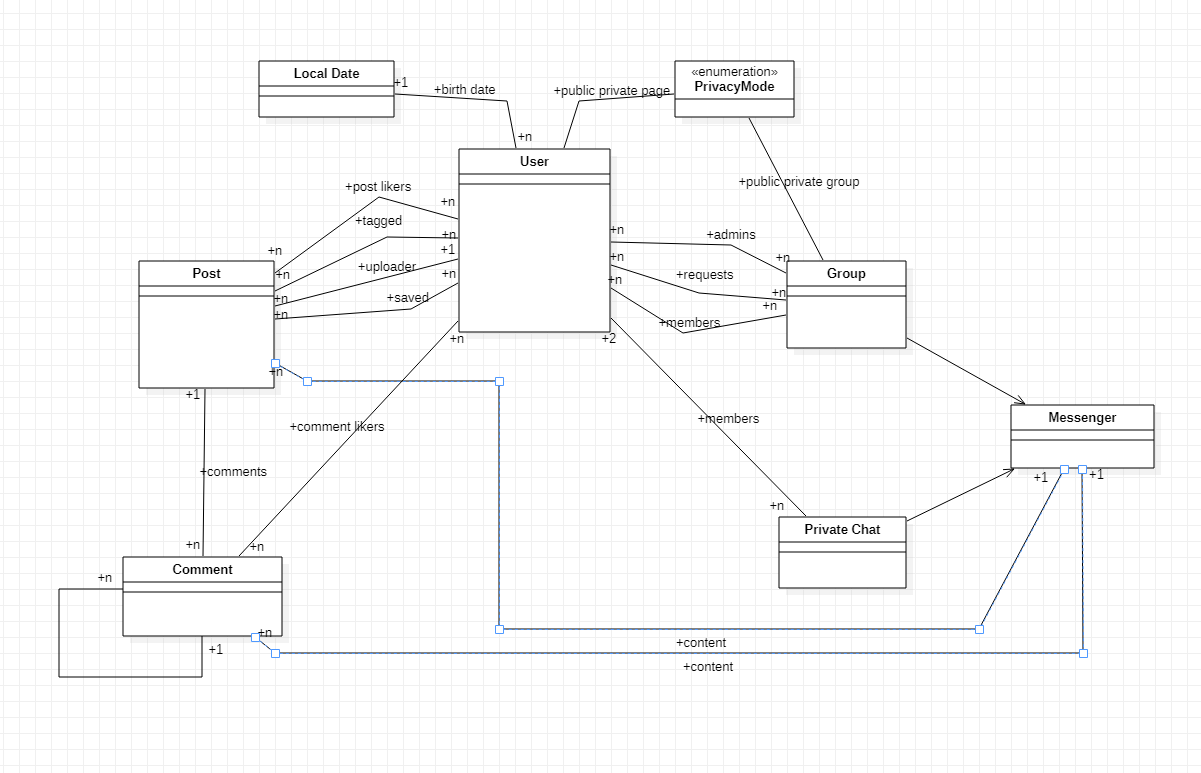 Local Date
+1
+birth date
+n
«enumeration»
PrivacyMode
+public private page
+public private group
User
+post likers
+n
+n
+tagged
+n
+n
+uploader
+1
+n
+saved
+n
+n
Post
+admins
+n
+n
+requests
+n
+n
+members
+n
+n
Group
+n
+2
+n
+1
+comment likers
+members
Messenger
+1
+1
+comments
+n
Private Chat
+n
+n
Comment
+n
+n
+1
+content
+content